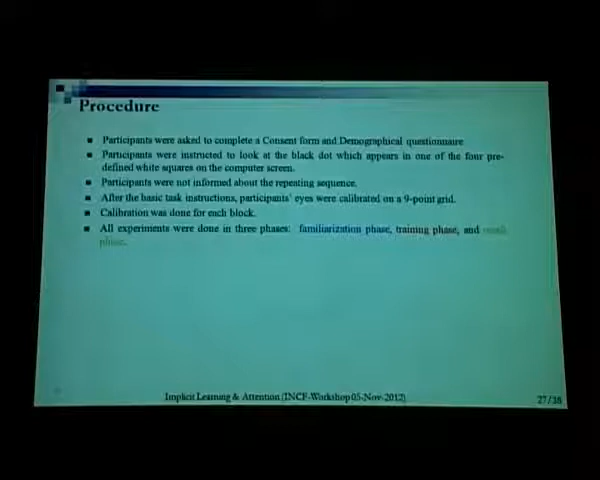 Procedure
Participants were asked to complete a Consent form and Demographical questionnaire
Participants were instructed to look at the black dot which appears in one of the four pre-
defined white squares on the computer screen.
Participants were not informed about the repeating sequence.
After the basic task instructions, participants' eyes were calibrated on a 9-point grid.
Calibration was done for each block.
All experiments were done in three phases: familiarization phase, training phase, and
phase.
Implicit Learning & Attention (INCF-Workshop 05-Nov-2012)
27/38